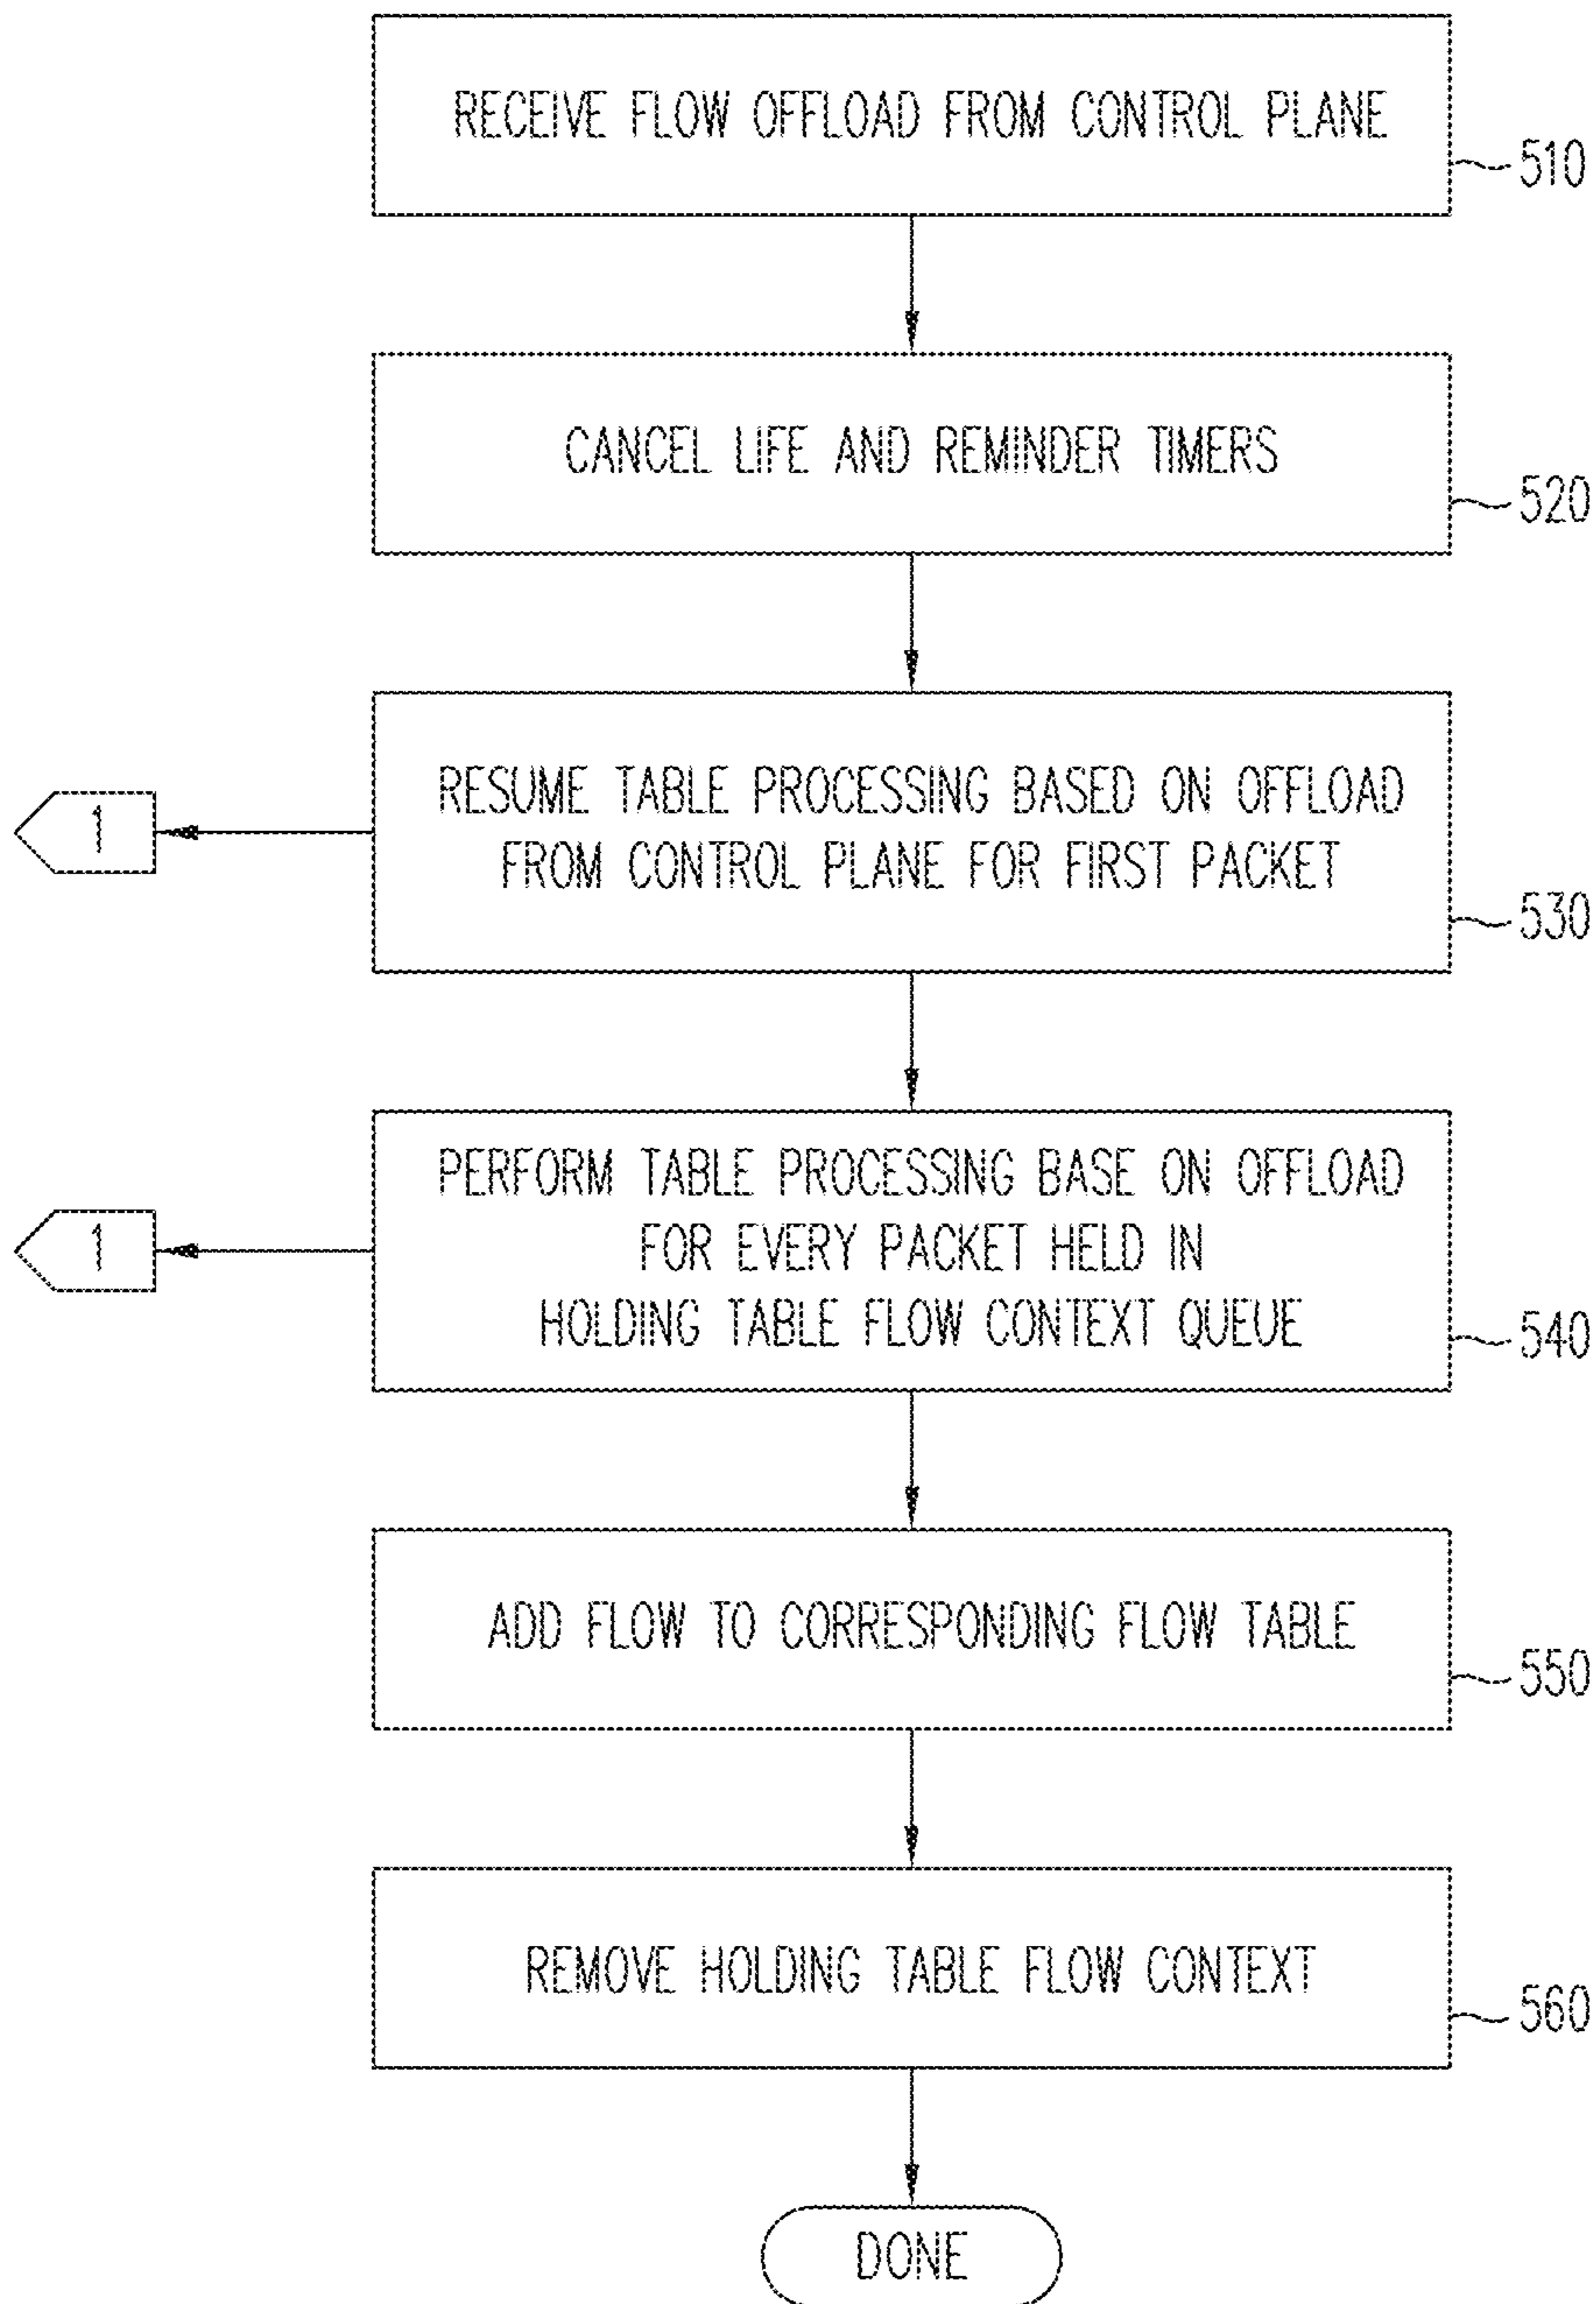 RECEIVE FLOW OFFLOAD FROM CONTROL PLANE
510
CANCEL LIFE AND REMINDER TIMERS
520
RESUME TABLE PROCESSING BASED ON OFFLOAD
FROM CONTROL PLANE FOR FIRST PACKET
1
530
PERFORM TABLE PROCESSING BASE ON OFFLOAD
FOR EVERY PACKET HELD IN
HOLDING TABLE FLOW CONTEXT QUEUE
1
540
ADD FLOW TO CORRESPONDING FLOW TABLE
550
REMOVE HOLDING TABLE FLOW CONTEXT
560
DONE